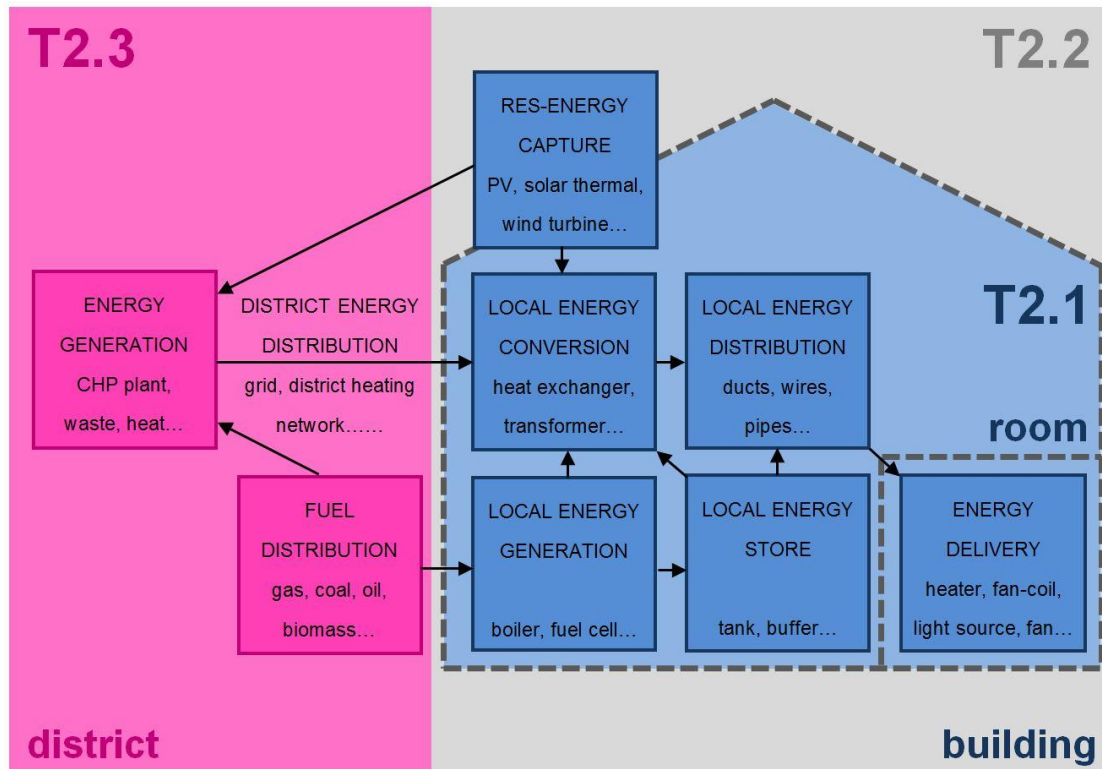 T2.3
T2.2
RES-ENERGY
CAPTURE
PV, solar thermal,
wind turbine…
T2.1
ENERGY
GENERATION
CHP plant,
waste, heat…
DISTRICT ENERGY
DISTRIBUTION
grid, district heating
network……
LOCAL ENERGY
CONVERSION
heat exchanger,
transformer…
LOCAL ENERGY
DISTRIBUTION
ducts, wires,
pipes…
room
FUEL
DISTRIBUTION
gas, coal, oil,
biomass…
LOCAL ENERGY
GENERATION
boiler, fuel cell…
LOCAL ENERGY
STORE
tank, buffer…
ENERGY
DELIVERY
heater, fan-coil,
light source, fan…
district
building